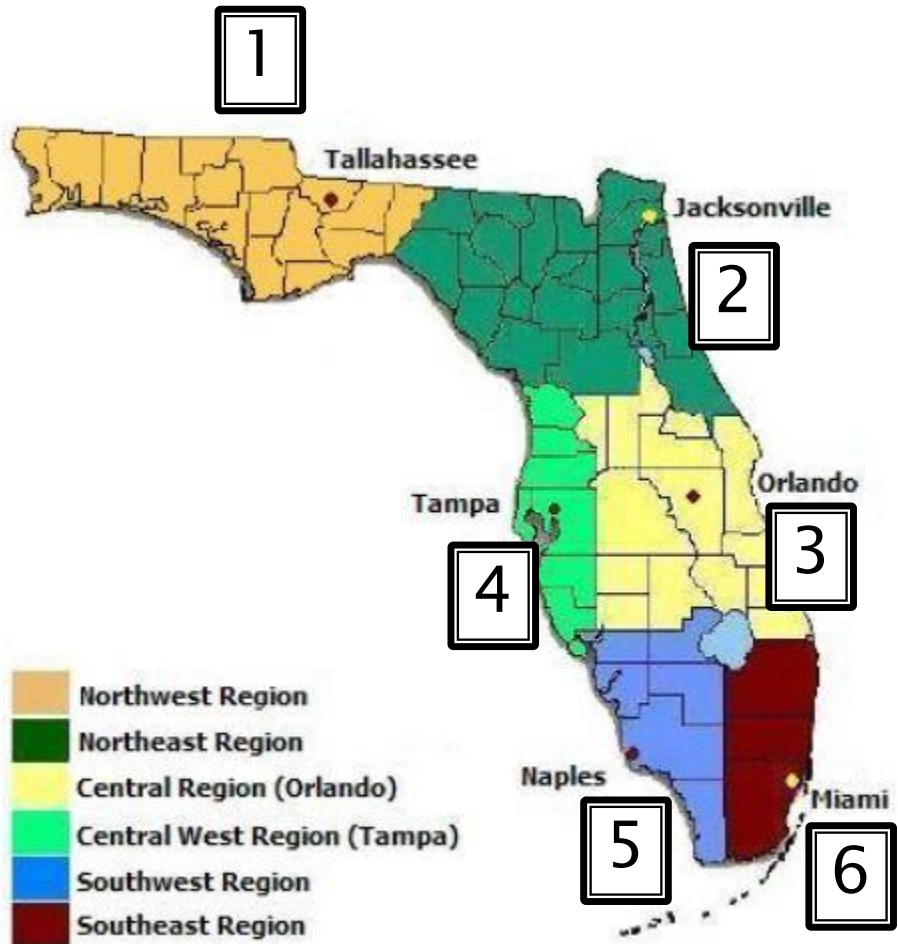 1
Tallahassee
Jacksonville
2
Orlando
Tampa
3
4
Naples
Miami
5
6
Northwest Region
Northeast Region
Central Region (Orlando)
Central West Region (Tampa)
Southwest Region
Southeast Region